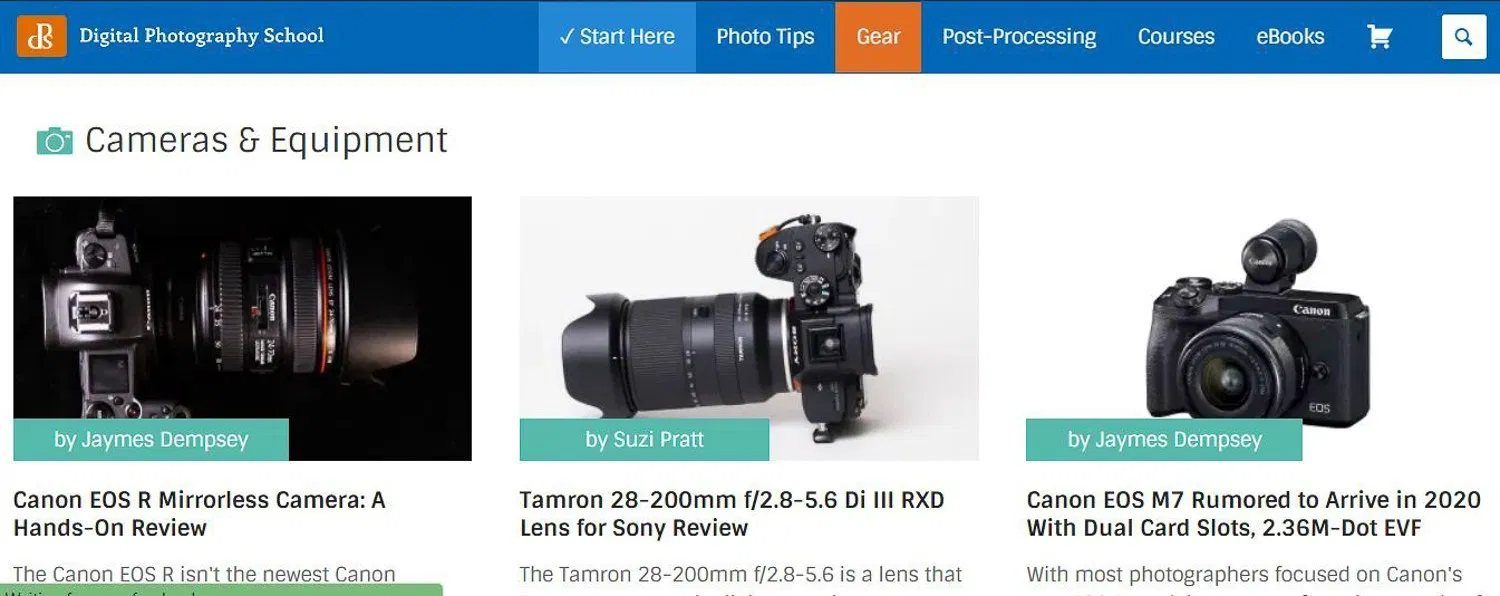 dPS Digital Photography School ✓ Start Here Photo Tips Gear Post-Processing Courses eBooks
Cameras & Equipment
Canon
Canon
SONY
TAMRON
Canon
EOS
by Jaymes Dempsey
by Suzi Pratt
by Jaymes Dempsey
Canon EOS R Mirrorless Camera: A
Hands-On Review
Tamron 28-200mm f/2.8-5.6 Di III RXD
Lens for Sony Review
Canon EOS M7 Rumored to Arrive in 2020
With Dual Card Slots, 2.36M-Dot EVF
The Canon EOS R isn't the newest Canon
The Tamron 28-200mm f/2.8-5.6 is a lens that
With most photographers focused on Canon's